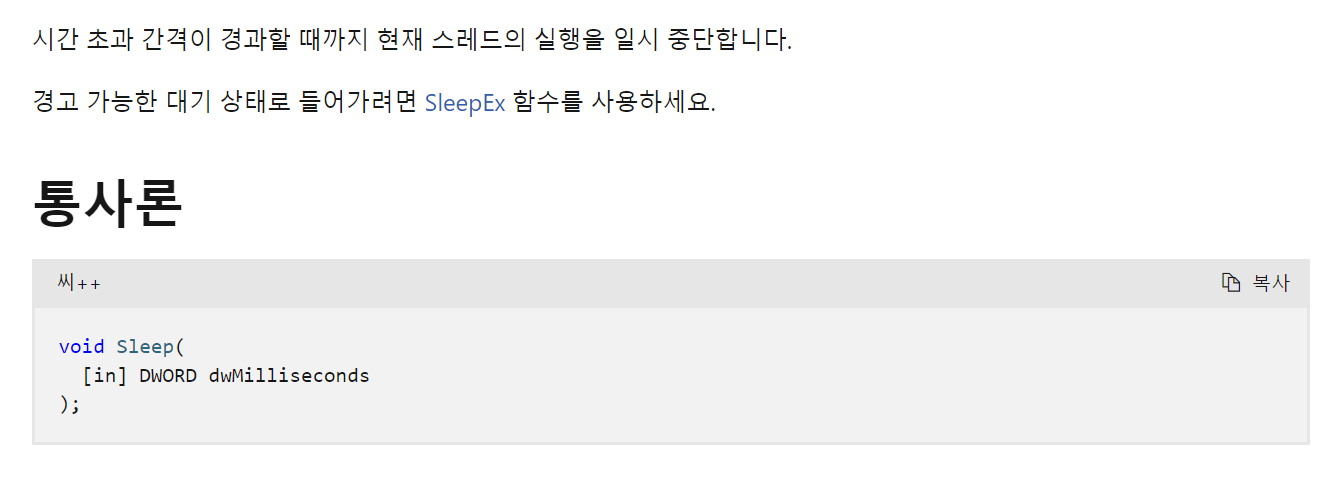 시간 초과 간격이 경과할 때까지 현재 스레드의 실행을 일시 중단합니다.
경고 가능한 대기 상태로 들어가려면 SleepEx 함수를 사용하세요.
통사론
씨++
복사
void Sleep(
  [in] DWORD dwMilliseconds
);